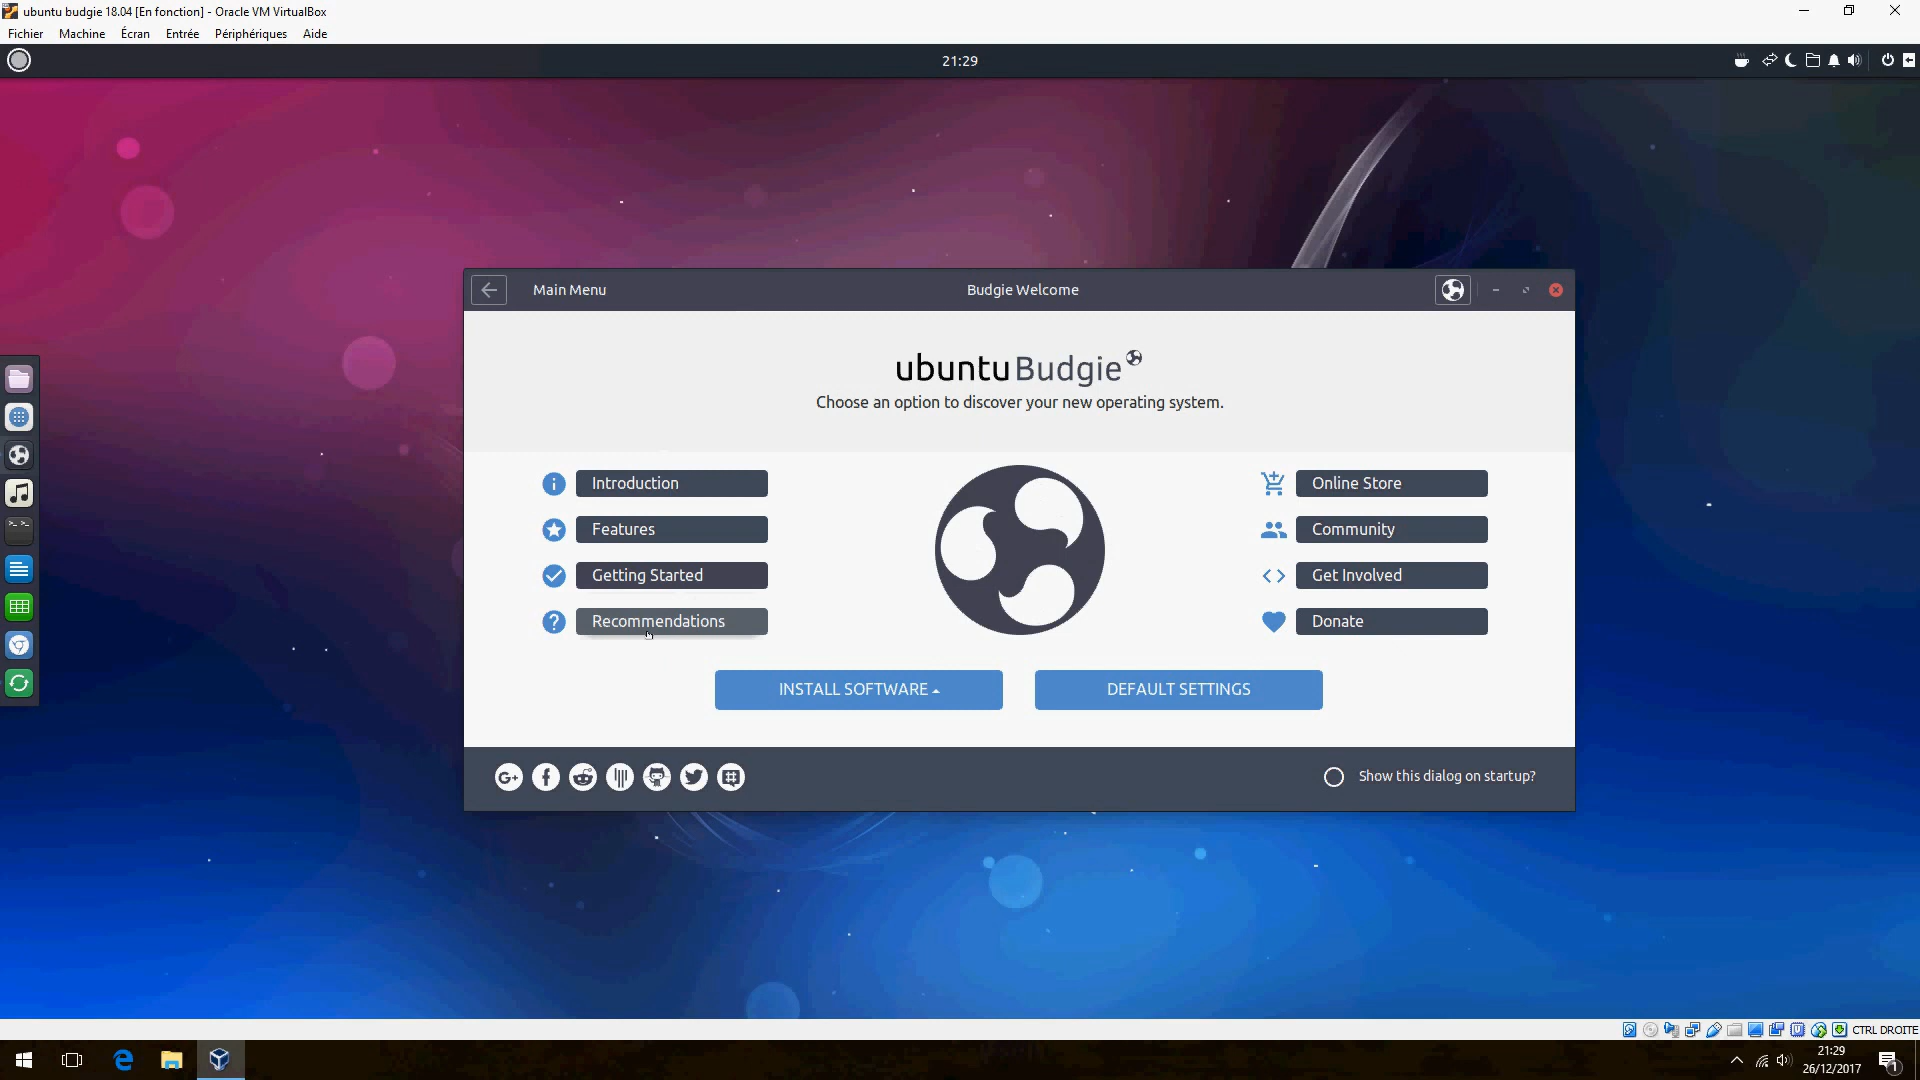 ubuntu budgie 18.04 [En fonction] - Oracle VM VirtualBox
Fichier Machine Écran Entrée Périphériques Aide
21:29
Main Menu
Budgie Welcome
ubuntu Budgie
Choose an option to discover your new operating system.
Introduction
Features
Getting Started
Recommendations
Online Store
Community
Get Involved
Donate
INSTALL SOFTWARE
DEFAULT SETTINGS
G+
Show this dialog on startup?
CTRL DROITE
21:29
26/12/2017
1